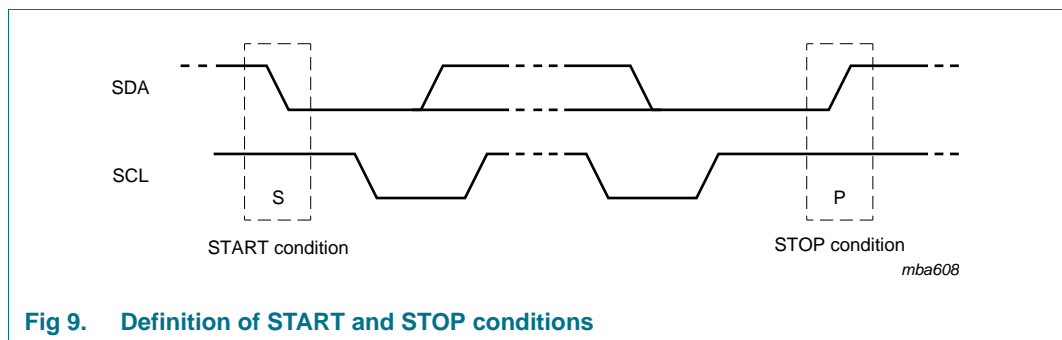 SDA
SCL
S
P
START condition
STOP condition
mba608
Fig 9. Definition of START and STOP conditions